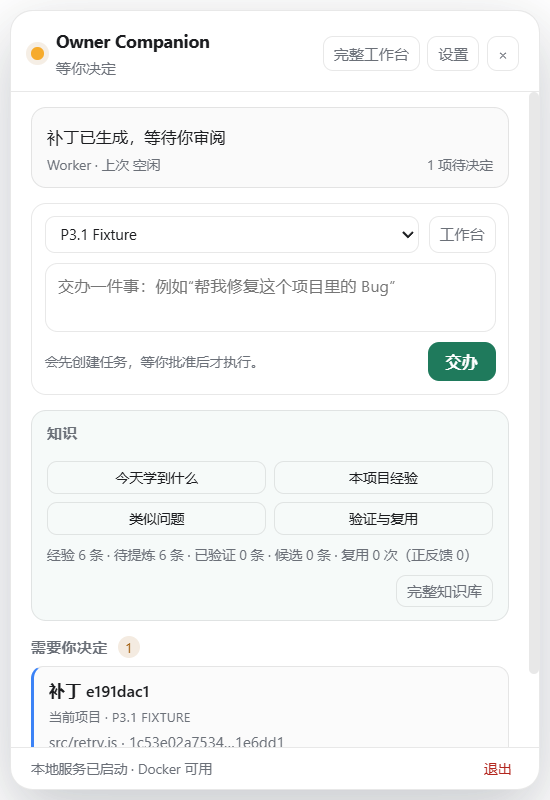 Owner Companion
等你决定
完整工作台
设置
×
补丁已生成，等待你审阅
Worker · 上次 空闲
1 项待决定
P3.1 Fixture
工作台
交办一件事：例如“帮我修复这个项目里的 Bug”
会先创建任务，等你批准后才执行。
交办
知识
今天学到什么
本项目经验
类似问题
验证与复用
经验 6 条 · 待提炼 6 条 · 已验证 0 条 · 候选 0 条 · 复用 0 次（正反馈 0）
完整知识库
需要你决定
1
补丁 e191dac1
当前项目 · P3.1 FIXTURE
src/retry.js · 1c53e02a7534…1e6dd1
本地服务已启动 · Docker 可用
退出